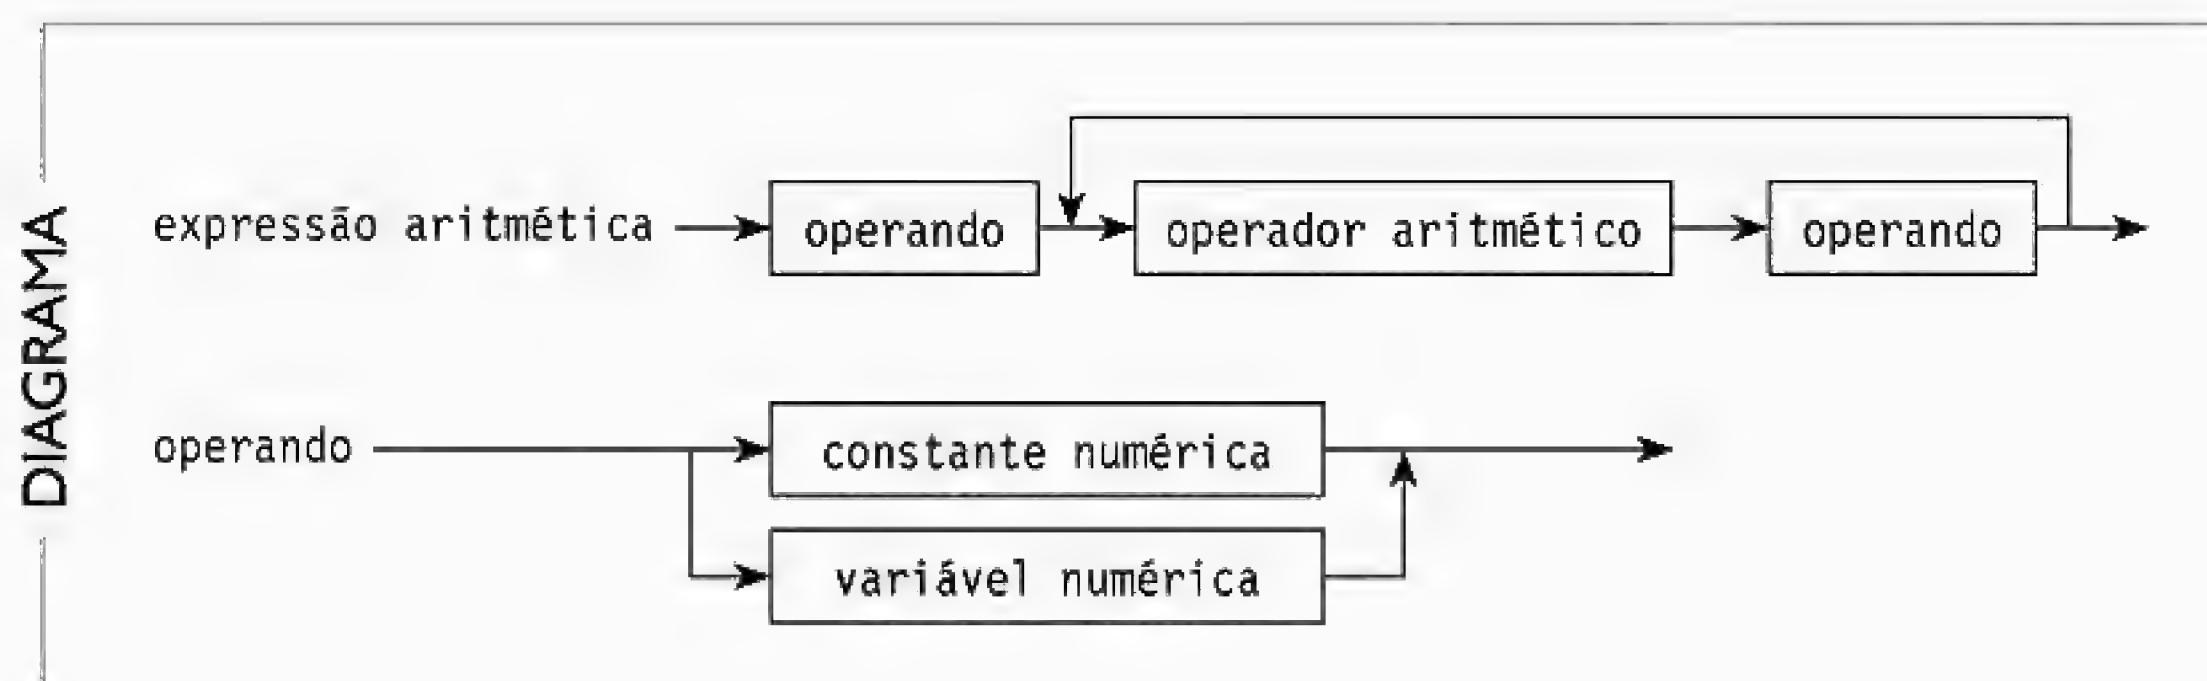 DIAGRAMA
expressão aritmética operando operador aritmético operando
operando constante numérica
variável numérica